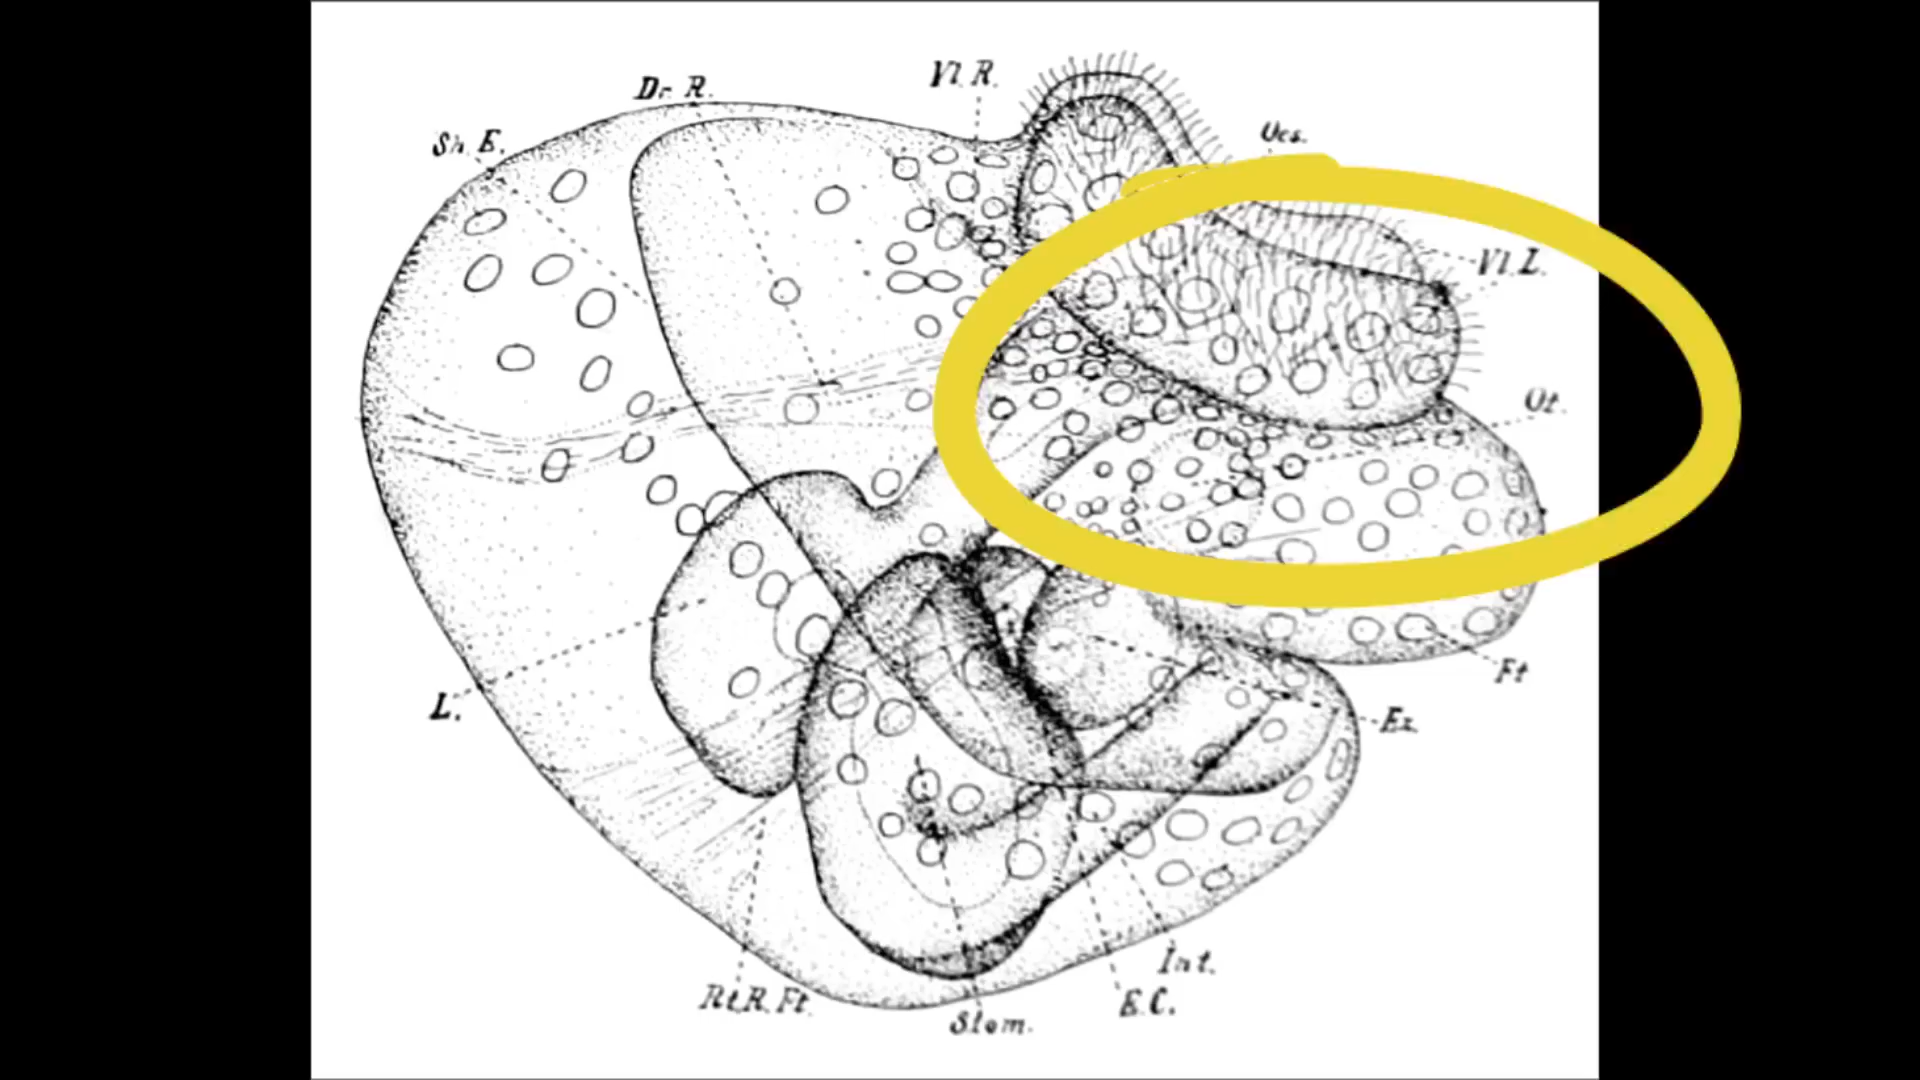 Vl. R.
Dr. R.
Oes.
Sh. E.
Vl. L.
Ot.
Ft
L.
Ex.
Int.
Rt. R. Ft.
E.C.
Stom.